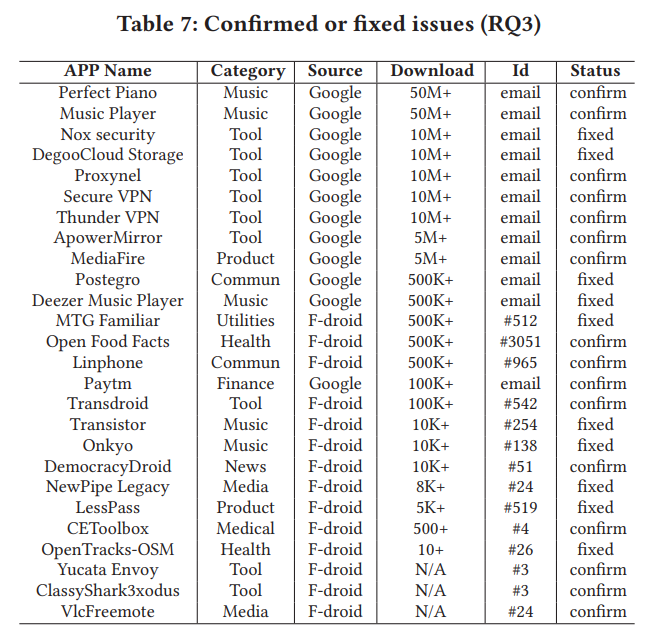 Table 7: Confirmed or fixed issues (RQ3)
APP Name Category Source Download Id Status
Perfect Piano Music Google 50M+ email confirm
Music Player Music Google 50M+ email confirm
Nox security Tool Google 10M+ email fixed
DegooCloud Storage Tool Google 10M+ email fixed
Proxynel Tool Google 10M+ email confirm
Secure VPN Tool Google 10M+ email confirm
Thunder VPN Tool Google 10M+ email confirm
ApowerMirror Tool Google 5M+ email confirm
MediaFire Product Google 5M+ email confirm
Postegro Commun Google 500K+ email fixed
Deezer Music Player Music Google 500K+ email fixed
MTG Familiar Utilities F-droid 500K+ #512 fixed
Open Food Facts Health F-droid 500K+ #3051 confirm
Linphone Commun F-droid 500K+ #965 confirm
Paytm Finance Google 100K+ email confirm
Transdroid Tool F-droid 100K+ #542 confirm
Transistor Music F-droid 10K+ #254 fixed
Onkyo Music F-droid 10K+ #138 fixed
DemocracyDroid News F-droid 10K+ #51 confirm
NewPipe Legacy Media F-droid 8K+ #24 fixed
LessPass Product F-droid 5K+ #519 fixed
CEToolbox Medical F-droid 500+ #4 confirm
OpenTracks-OSM Health F-droid 10+ #26 fixed
Yucata Envoy Tool F-droid N/A #3 confirm
ClassyShark3xodus Tool F-droid N/A #3 confirm
VlcFreemote Media F-droid N/A #24 confirm